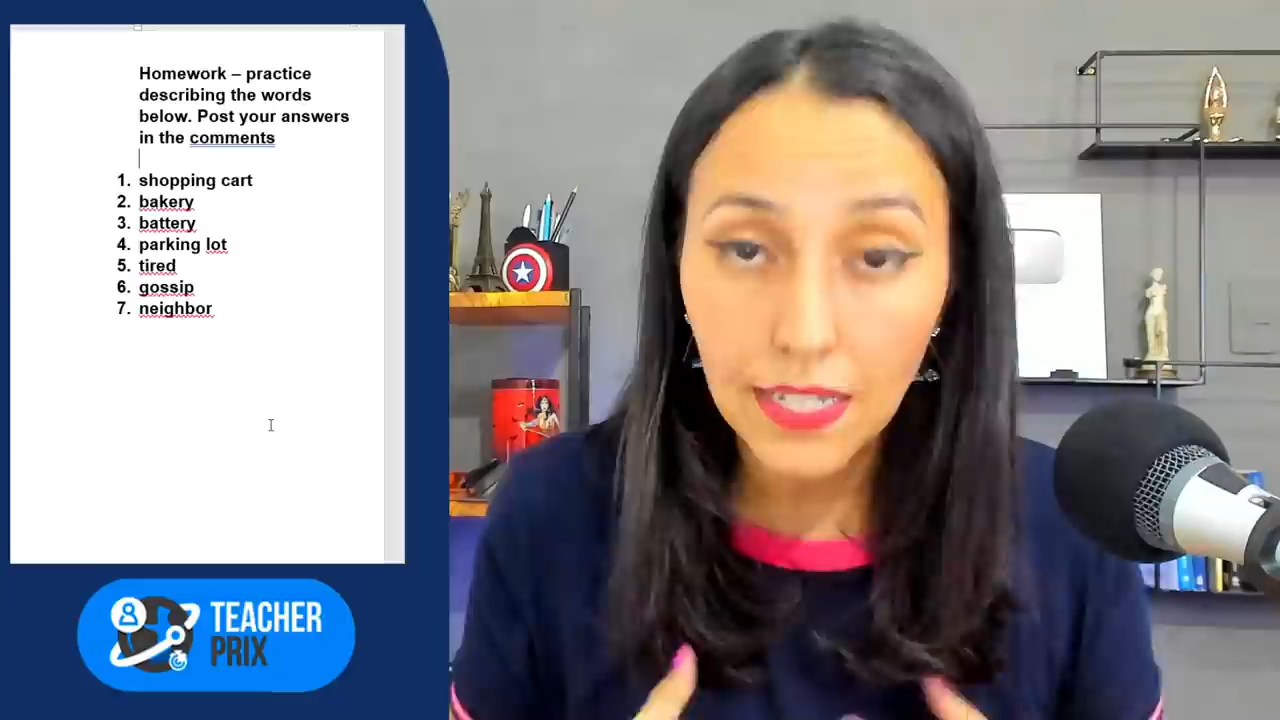 Homework – practice
describing the words
below. Post your answers
in the comments
1. shopping cart
2. bakery
3. battery
4. parking lot
5. tired
6. gossip
7. neighbor
TEACHER
PRIX